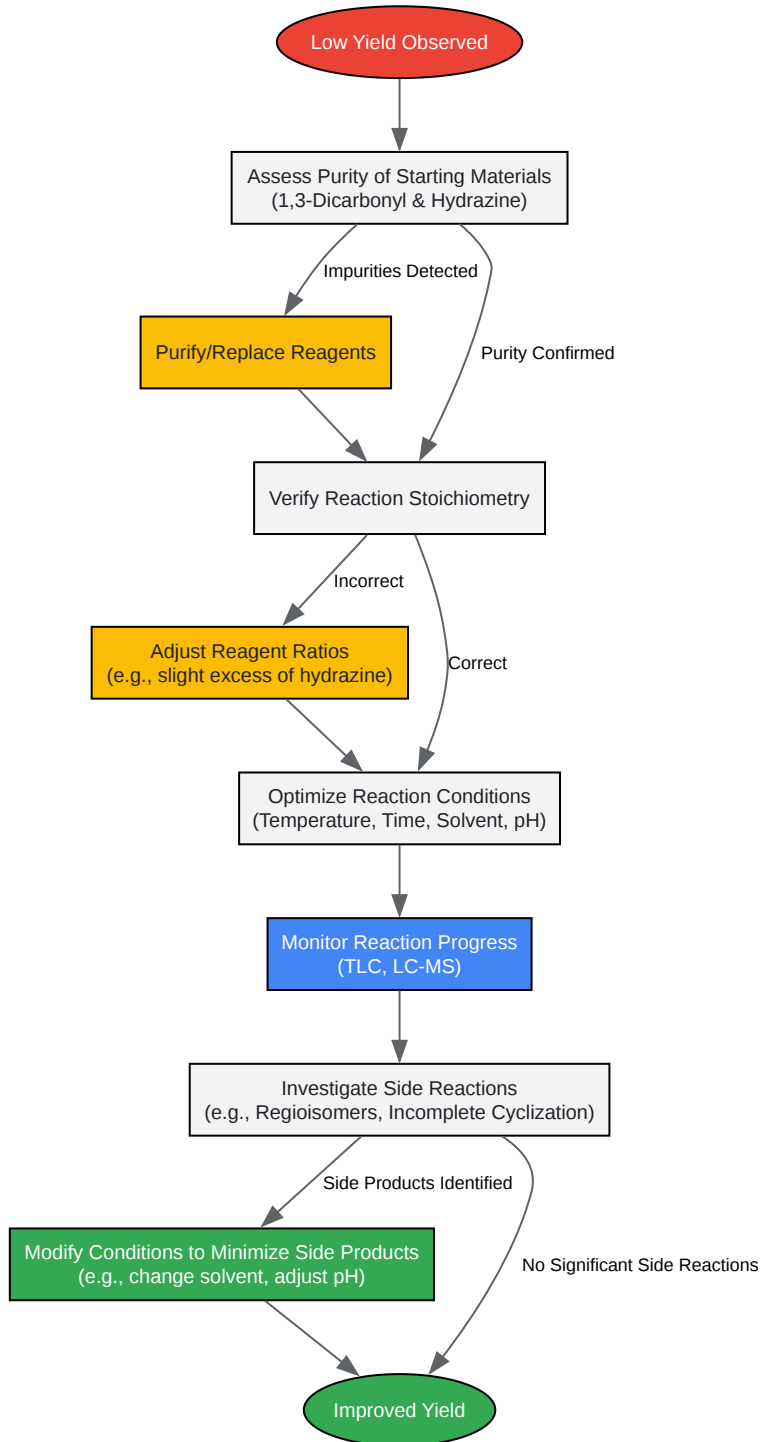 Low Yield Observed
Assess Purity of Starting Materials
(1,3-Dicarbonyl & Hydrazine)
Impurities Detected
Purify/Replace Reagents
Purity Confirmed
Verify Reaction Stoichiometry
Incorrect
Adjust Reagent Ratios
(e.g., slight excess of hydrazine)
Correct
Optimize Reaction Conditions
(Temperature, Time, Solvent, pH)
Monitor Reaction Progress
(TLC, LC-MS)
Investigate Side Reactions
(e.g., Regioisomers, Incomplete Cyclization)
Side Products Identified
Modify Conditions to Minimize Side Products
(e.g., change solvent, adjust pH)
No Significant Side Reactions
Improved Yield